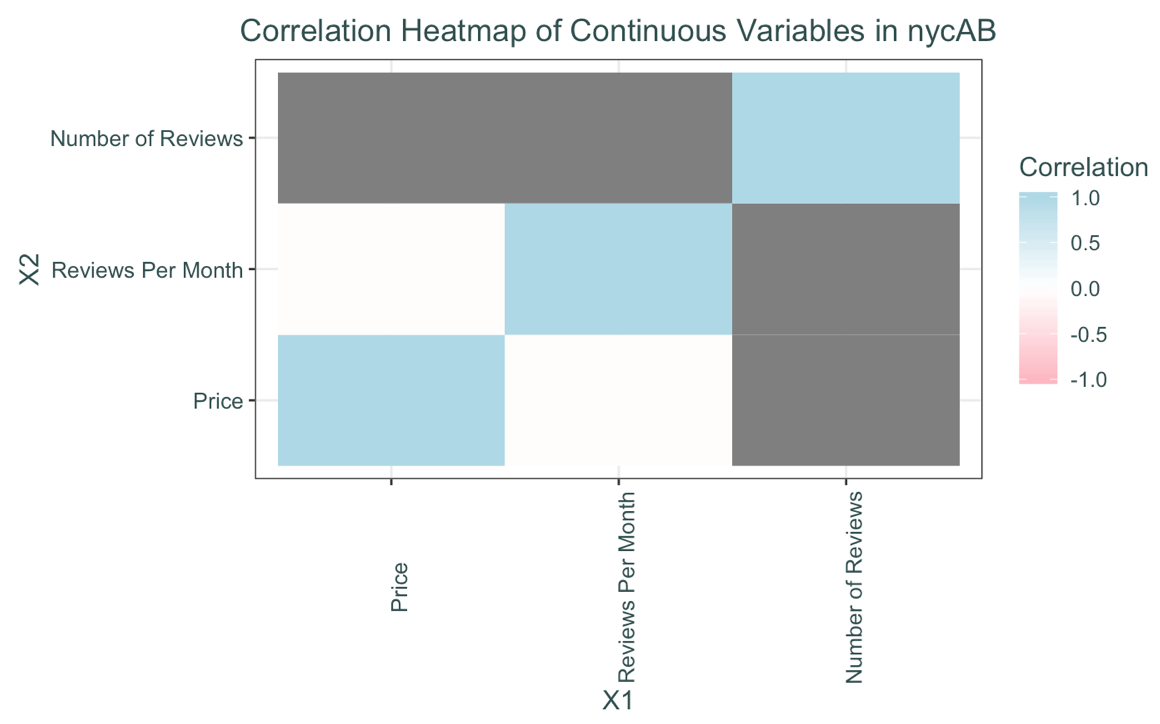 Correlation Heatmap of Continuous Variables in nycAB
X2
Number of Reviews
Reviews Per Month
Price
Price
Reviews Per Month
Number of Reviews
X1
Correlation
1.0
0.5
0.0
-0.5
-1.0